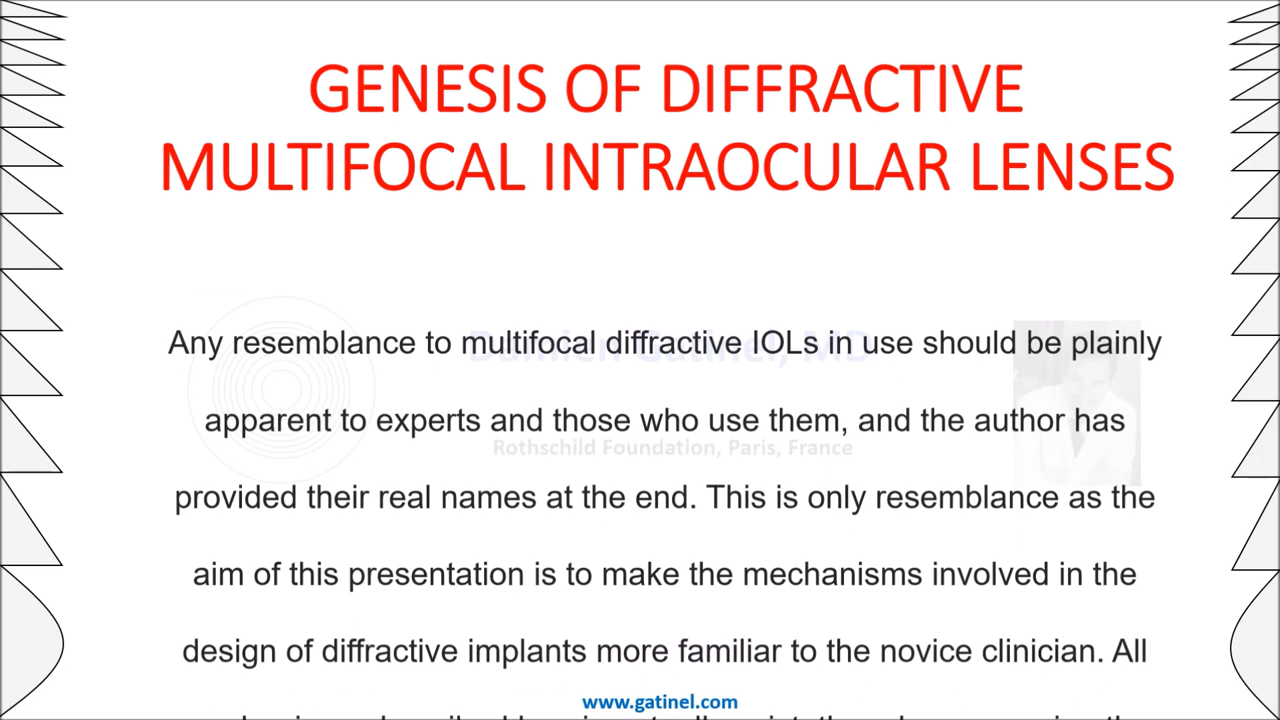 GENESIS OF DIFFRACTIVE
MULTIFOCAL INTRAOCULAR LENSES
Damien Gatinel, MD
Any resemblance to multifocal diffractive IOLs in use should be plainly
apparent to experts and those who use them, and the author has
Rothschild Foundation, Paris, France
provided their real names at the end. This is only resemblance as the
aim of this presentation is to make the mechanisms involved in the
design of diffractive implants more familiar to the novice clinician. All
www.gatinel.com